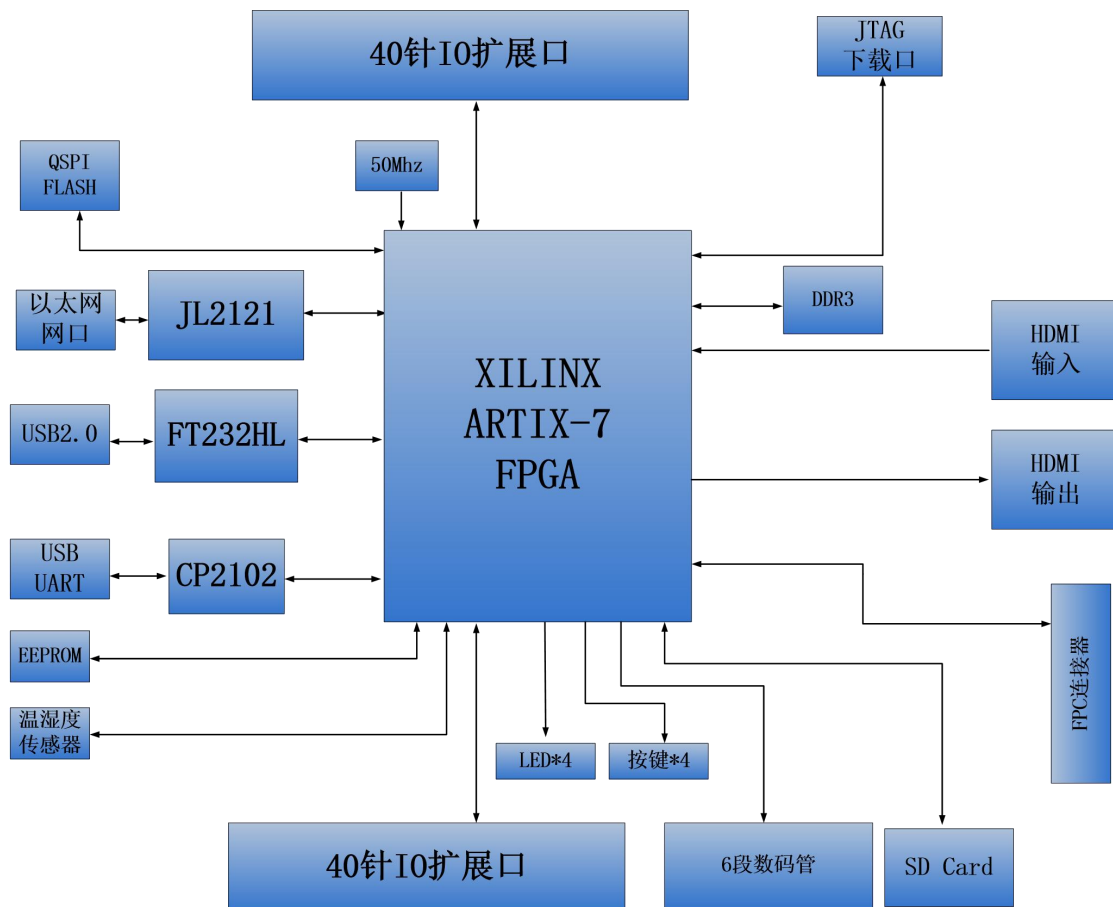 40针IO扩展口
JTAG
下载口
QSPI
FLASH
50Mhz
以太网
网口
JL2121
DDR3
HDMI
输入
XILINX
ARTIX-7
FPGA
USB2.0
FT232HL
HDMI
输出
USB
UART
CP2102
EEPROM
温湿度
传感器
FPC连接器
LED*4
按键*4
40针IO扩展口
6段数码管
SD Card